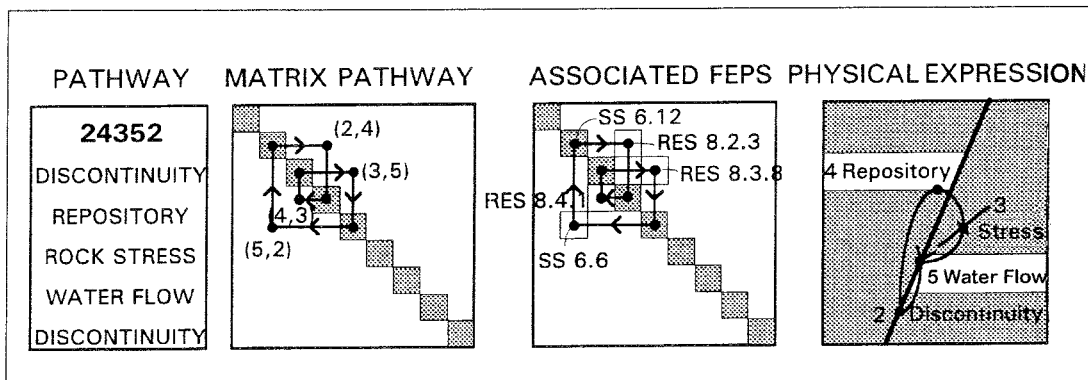 PATHWAY
24352
DISCONTINUITY
REPOSITORY
ROCK STRESS
WATER FLOW
DISCONTINUITY
MATRIX PATHWAY
(2,4)
(3,5)
(4,3)
(5,2)
ASSOCIATED FEPS
SS 6.12
RES 8.2.3
RES 8.3.8
RES 8.4.1
SS 6.6
PHYSICAL EXPRESSION
4 Repository
3
Stress
5 Water Flow
2 Discontinuity